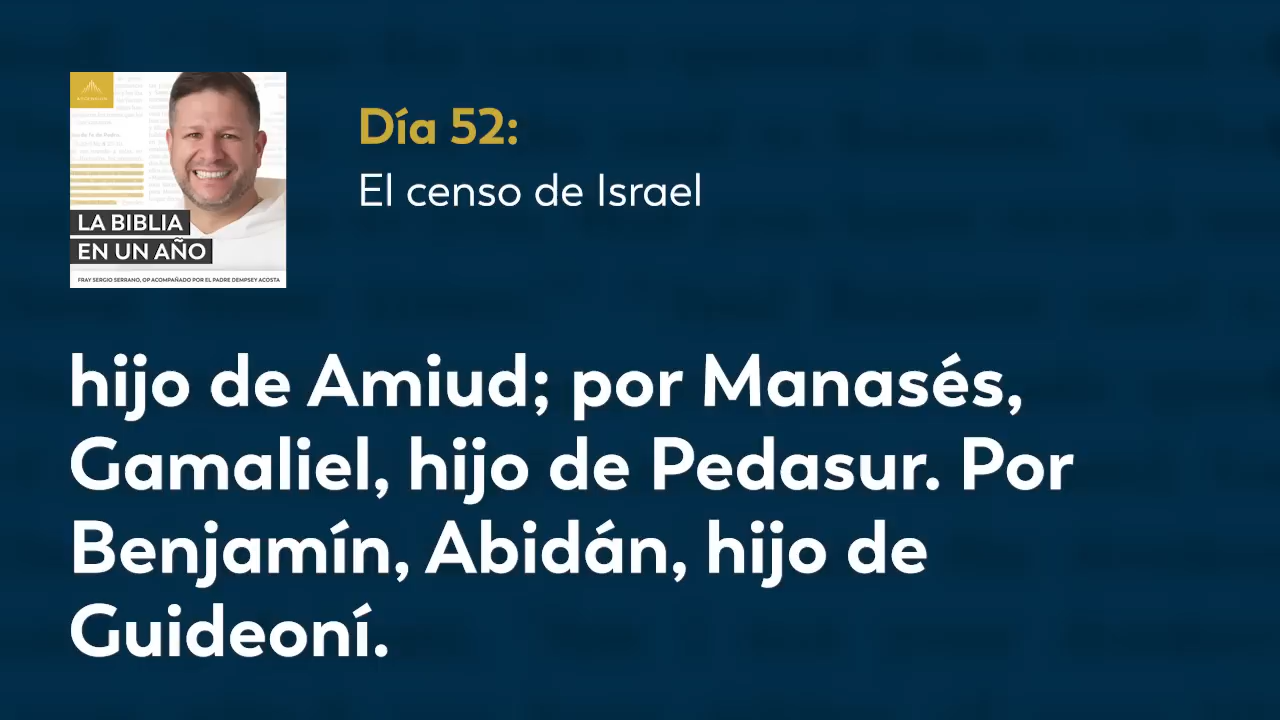 Día 52:
El censo de Israel
LA BIBLIA
EN UN AÑO
FRAY SERGIO SERRANO, OP ACOMPAÑADO POR EL PADRE DEMPSEY ACOSTA
hijo de Amiud; por Manasés,
Gamaliel, hijo de Pedasur. Por
Benjamín, Abidán, hijo de
Guideoní.